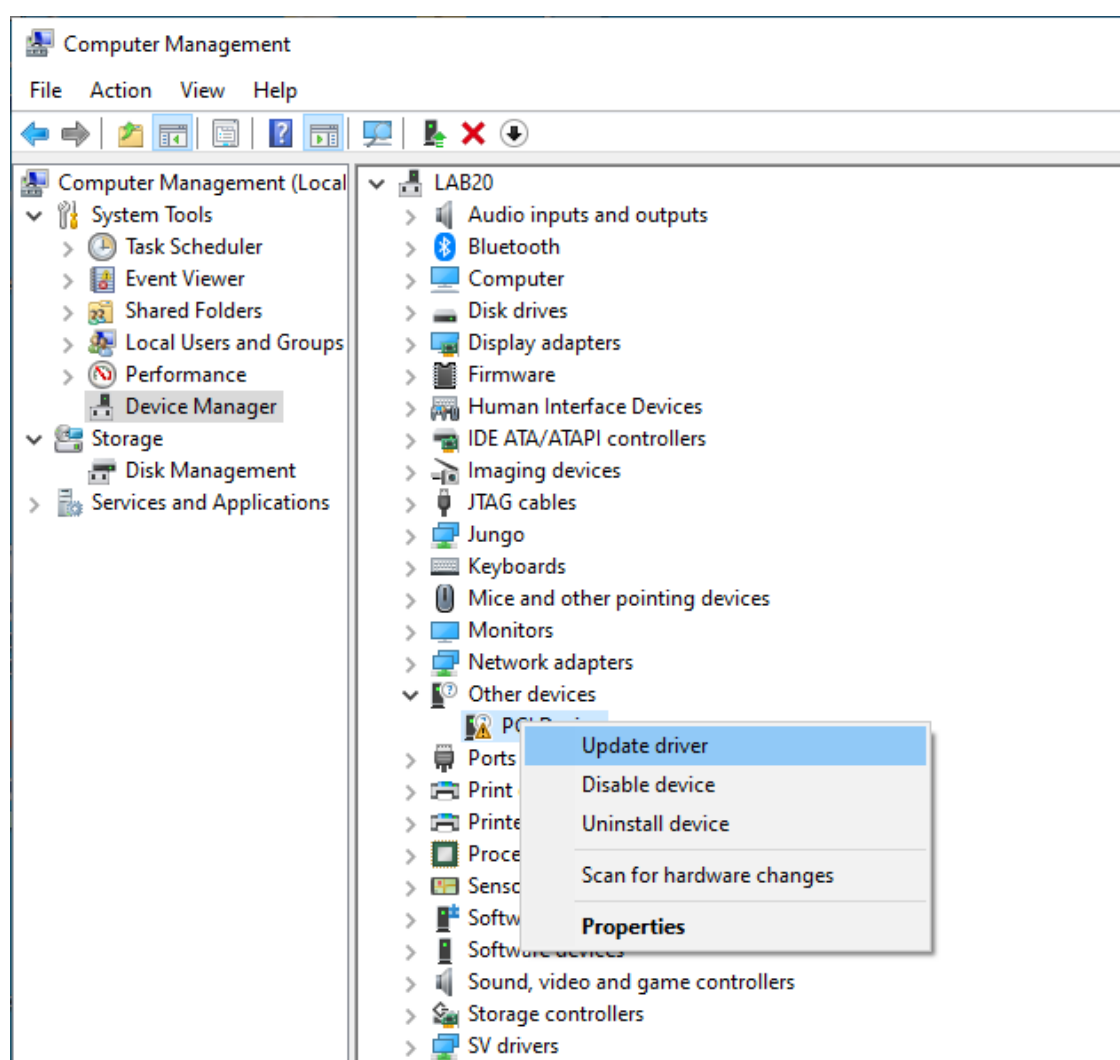 Computer Management
File Action View Help
Computer Management (Local
System Tools
Task Scheduler
Event Viewer
Shared Folders
Local Users and Groups
Performance
Device Manager
Storage
Disk Management
Services and Applications
LAB20
Audio inputs and outputs
Bluetooth
Computer
Disk drives
Display adapters
Firmware
Human Interface Devices
IDE ATA/ATAPI controllers
Imaging devices
JTAG cables
Jungo
Keyboards
Mice and other pointing devices
Monitors
Network adapters
Other devices
Ports
Print
Software devices
Sound, video and game controllers
Storage controllers
SV drivers
Update driver
Disable device
Uninstall device
Scan for hardware changes
Properties